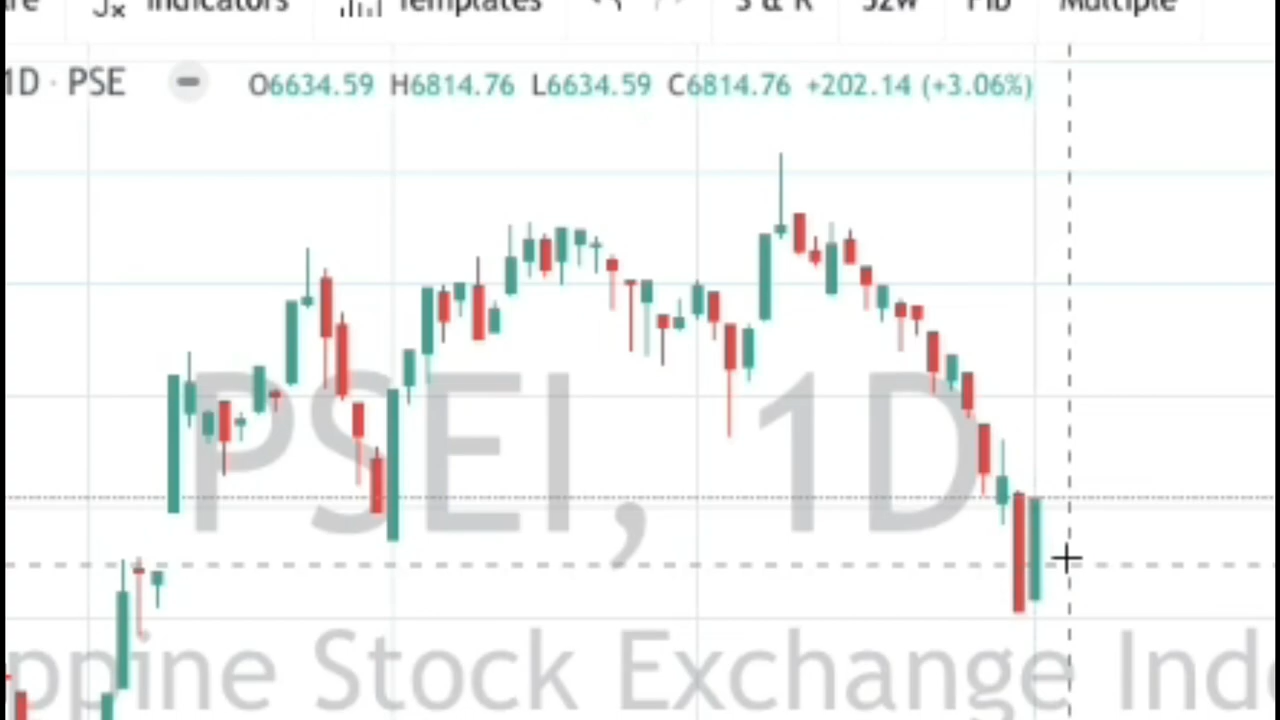 Indicators Templates S & R 52W Fib Multiple
1D · PSE O6634.59 H6814.76 L6634.59 C6814.76 +202.14 (+3.06%)
PSEI, 1D
ppine Stock Exchange Inde